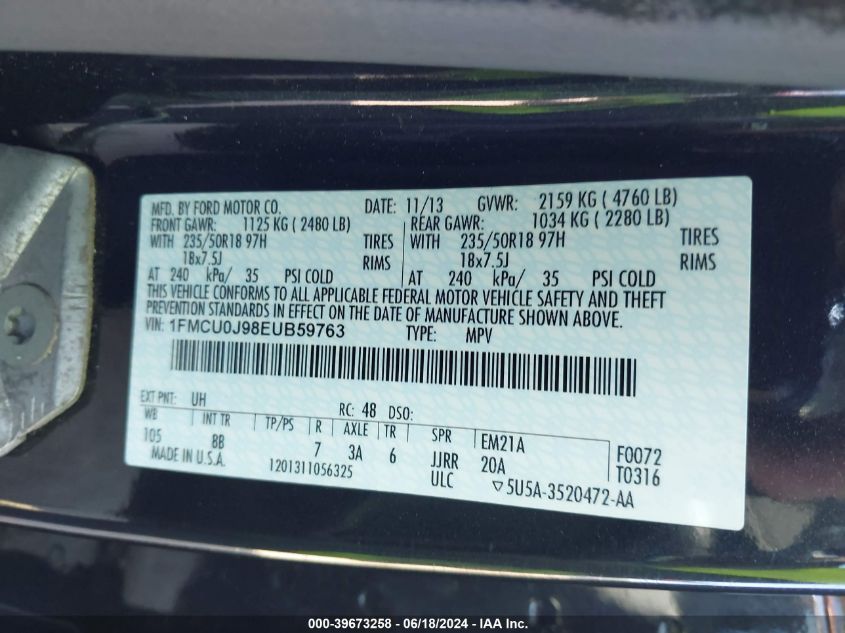 MFD. BY FORD MOTOR CO. DATE: 11/13 GVWR: 2159 KG ( 4760 LB)
FRONT GAWR: 1125 KG ( 2480 LB) REAR GAWR: 1034 KG ( 2280 LB)
WITH 235/50R18 97H TIRES WITH 235/50R18 97H TIRES
18x7.5J RIMS 18x7.5J RIMS
AT 240 kPa/ 35 PSI COLD AT 240 kPa/ 35 PSI COLD
THIS VEHICLE CONFORMS TO ALL APPLICABLE FEDERAL MOTOR VEHICLE SAFETY AND THEFT
PREVENTION STANDARDS IN EFFECT ON THE DATE OF MANUFACTURE SHOWN ABOVE.
VIN: 1FMCU0J98EUB59763 TYPE: MPV
EXT PNT: UH RC: 48 DSO:
WB INT TR TP/PS R AXLE TR SPR EM21A F0072
105 8B 7 3A 6 JJRR 20A T0316
MADE IN U.S.A. 1201311056325 ULC ▽5U5A-3520472-AA
000-39673258 - 06/18/2024 - IAA Inc.